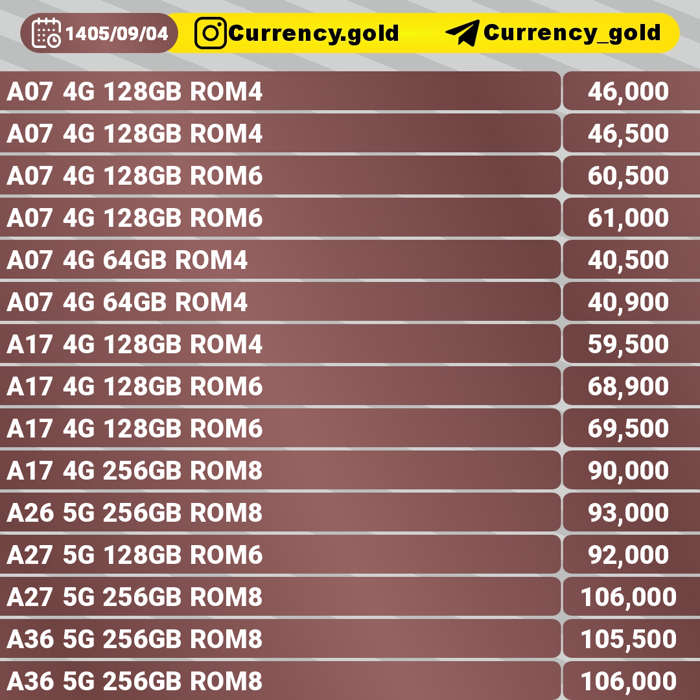 1405/09/04 Currency.gold Currency_gold
A07 4G 128GB ROM4 46,000
A07 4G 128GB ROM4 46,500
A07 4G 128GB ROM6 60,500
A07 4G 128GB ROM6 61,000
A07 4G 64GB ROM4 40,500
A07 4G 64GB ROM4 40,900
A17 4G 128GB ROM4 59,500
A17 4G 128GB ROM6 68,900
A17 4G 128GB ROM6 69,500
A17 4G 256GB ROM8 90,000
A26 5G 256GB ROM8 93,000
A27 5G 128GB ROM6 92,000
A27 5G 256GB ROM8 106,000
A36 5G 256GB ROM8 105,500
A36 5G 256GB ROM8 106,000